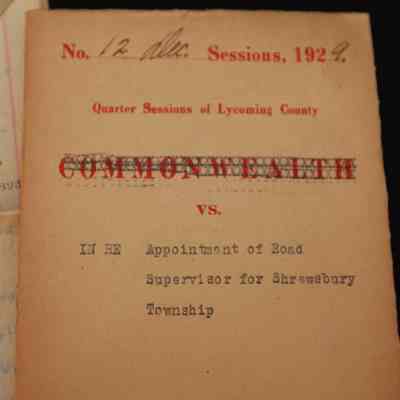 No. 12 Dec. Sessions, 1929.
Quarter Sessions of Lycoming County
COMMONWEALTH
vs.
IN RE Appointment of Road
Supervisor for Shrewsbury
Township